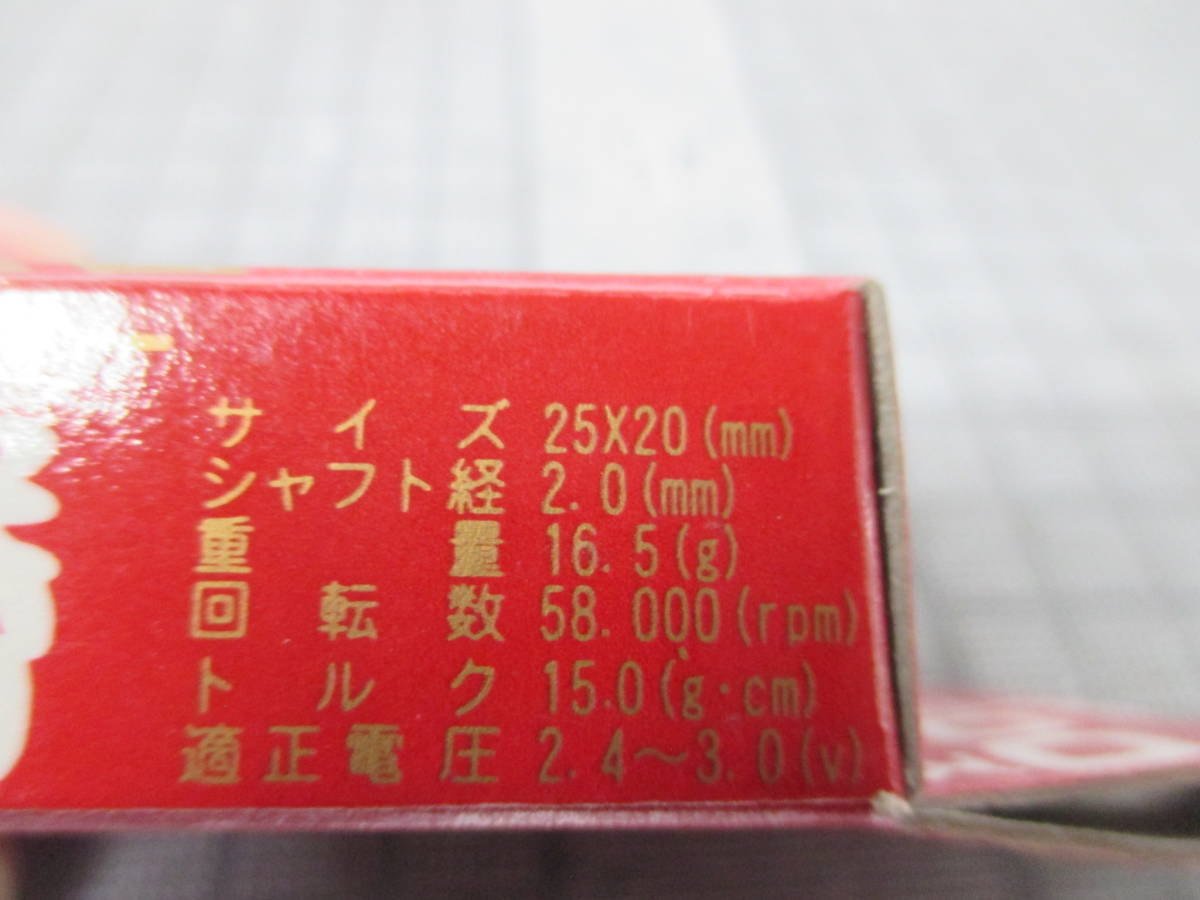 サイズ 25X20(mm)
シャフト経 2.0(mm)
重量 16.5(g)
回転数 58.000(rpm)
トルク 15.0(g・cm)
適正電圧 2.4～3.0(v)